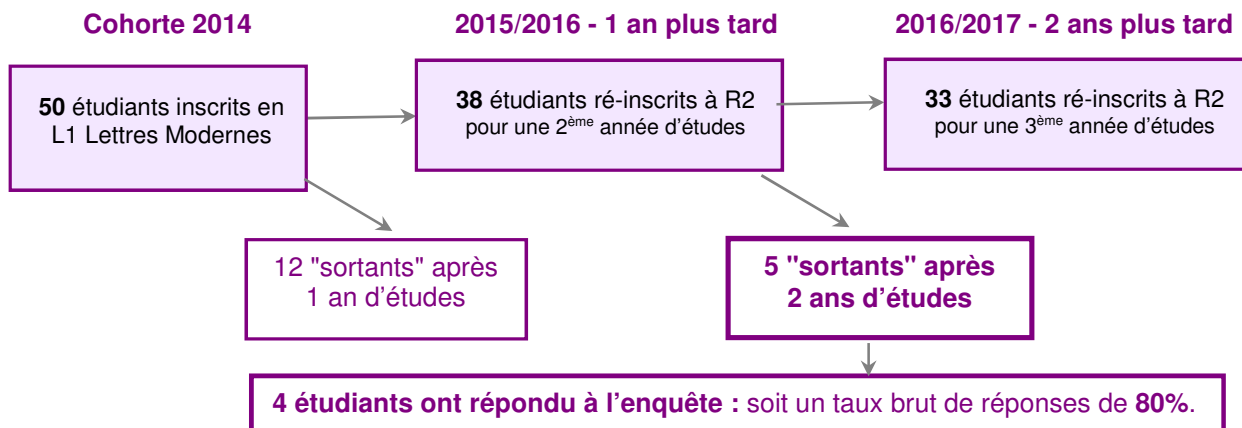 Cohorte 2014
2015/2016 - 1 an plus tard
2016/2017 - 2 ans plus tard
50 étudiants inscrits en
L1 Lettres Modernes
38 étudiants ré-inscrits à R2
pour une 2ème année d'études
33 étudiants ré-inscrits à R2
pour une 3ème année d'études
12 "sortants" après
1 an d'études
5 "sortants" après
2 ans d'études
4 étudiants ont répondu à l'enquête : soit un taux brut de réponses de 80%.